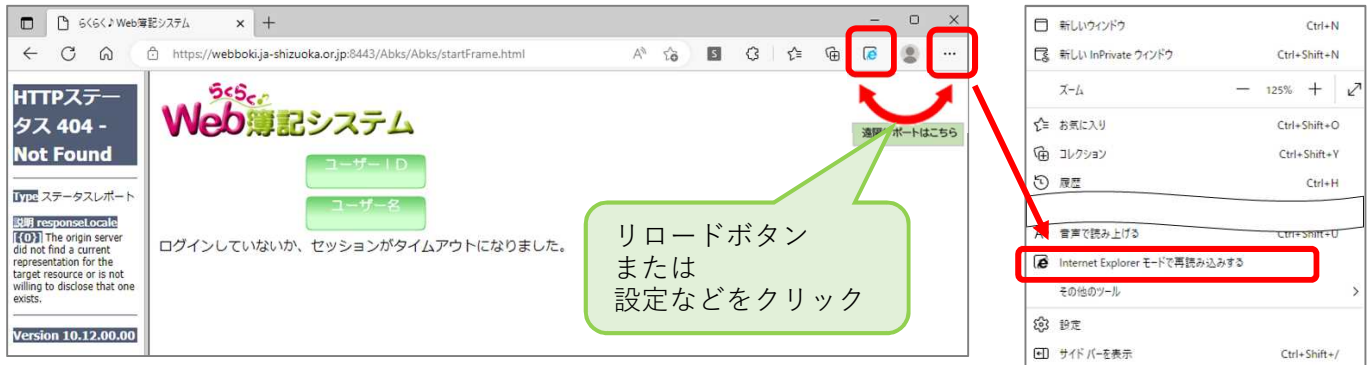 らくらく♪Web簿記システム
https://webboki.ja-shizuoka.or.jp:8443/Abks/Abks/startFrame.html
HTTPステー
タス 404 -
Not Found
Type ステータスレポート
説明 responseLocale
[{0}] The origin server
did not find a current
representation for the
target resource or is not
willing to disclose that one
exists.
Version 10.12.00.00
らくらく♪
Web簿記システム
ユーザーID
ユーザー名
ログインしていないか、セッションがタイムアウトになりました。
ポートはこちら
リロードボタン
または
設定などをクリック
新しいウィンドウ Ctrl+N
新しい InPrivate ウィンドウ Ctrl+Shift+N
ズーム 125%
お気に入り Ctrl+Shift+O
コレクション Ctrl+Shift+Y
履歴 Ctrl+H
音声で読み上げる Ctrl+Shift+U
Internet Explorer モードで再読み込みする
その他のツール
設定
サイド バーを表示 Ctrl+Shift+/